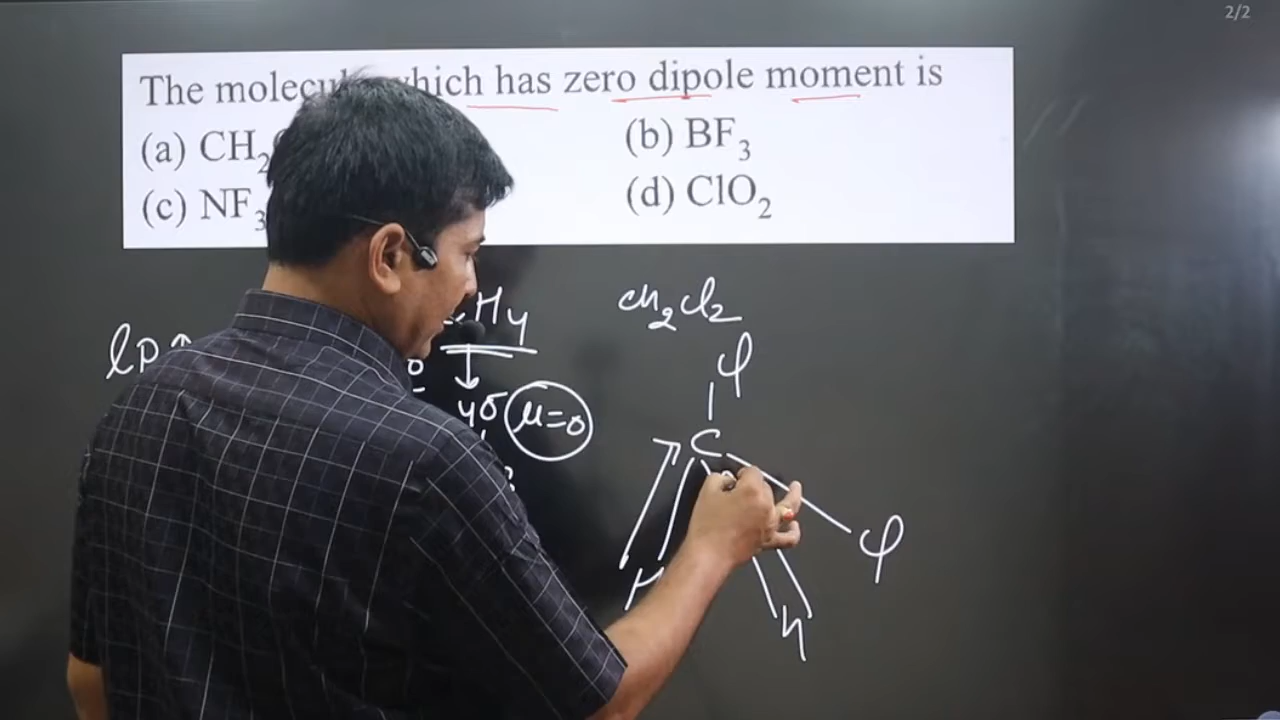 2/2
which has zero dipole moment is
The
(a) CH2
(b) BF3
(c) NF3
(d) ClO2
CH2Cl2
lp
H4
4σ
μ=0
Cl
C
Cl
H
H